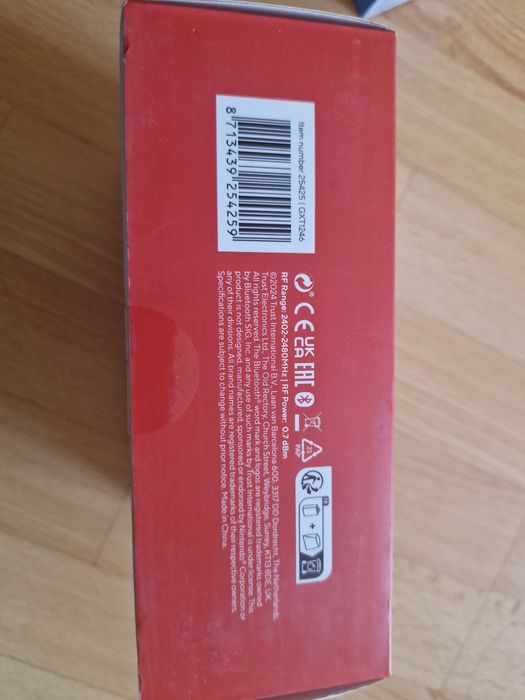 Item number: 25425 | GXT1246
8 713439 254259
CE UK CA EHC
21
PAP
FR
+
RF Range: 2402-2480MHz | RF Power: 0.7 dBm
©2024 Trust International B.V., Laan van Barcelona 600, 3317 DD Dordrecht, The Netherlands.
Trust Electronics Ltd., The Old Rectory, Church Street, Weybridge, Surrey, KT13 8DE, UK.
All rights reserved. The Bluetooth® word mark and logos are registered trademarks owned
by Bluetooth SIG, Inc. and any use of such marks by Trust International is under license. This
product is not designed, manufactured, sponsored or endorsed by Nintendo® Corporation or
any of their divisions. All brand names are registered trademarks of their respective owners.
Specifications are subject to change without prior notice. Made in China.